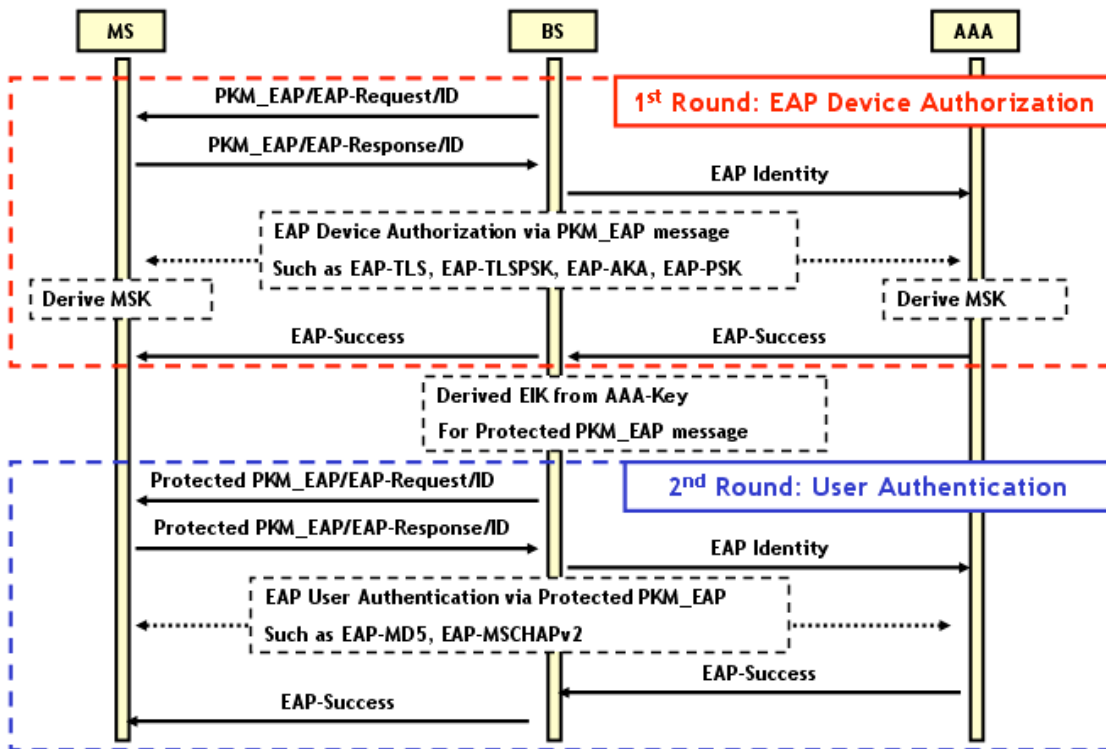 MS
BS
AAA
1st Round: EAP Device Authorization
PKM_EAP/EAP-Request/ID
PKM_EAP/EAP-Response/ID
EAP Identity
EAP Device Authorization via PKM_EAP message
Such as EAP-TLS, EAP-TLSPSK, EAP-AKA, EAP-PSK
Derive MSK
Derive MSK
EAP-Success
EAP-Success
Derived EIK from AAA-Key
For Protected PKM_EAP message
2nd Round: User Authentication
Protected PKM_EAP/EAP-Request/ID
Protected PKM_EAP/EAP-Response/ID
EAP Identity
EAP User Authentication via Protected PKM_EAP
Such as EAP-MD5, EAP-MSCHAPv2
EAP-Success
EAP-Success